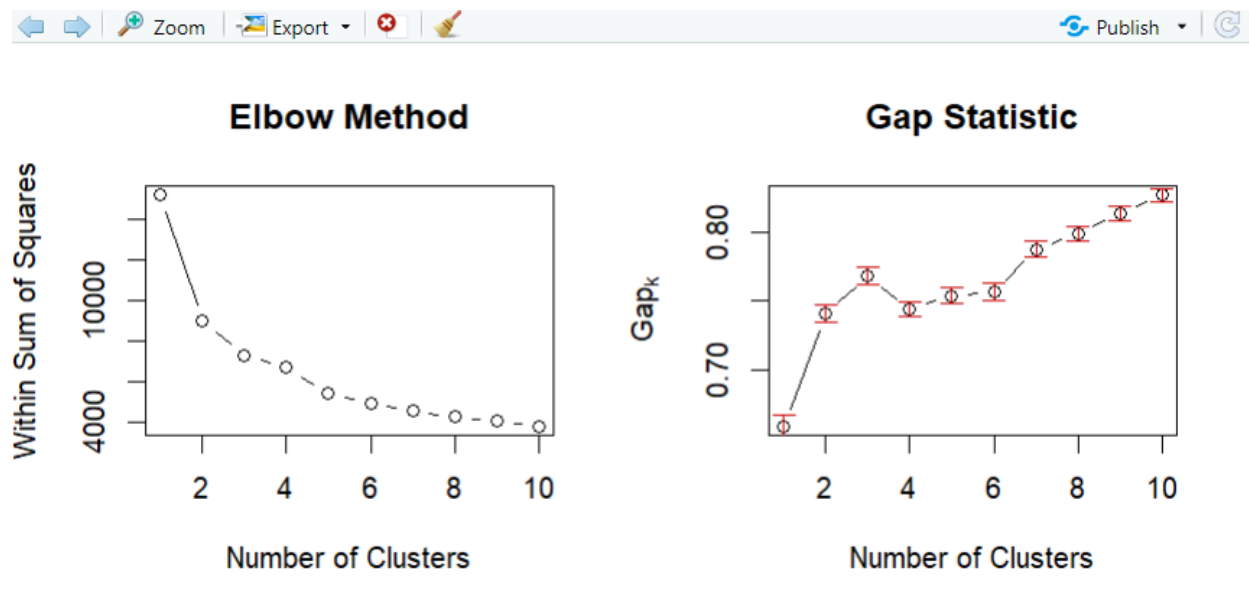 Zoom Export Publish
Elbow Method
Within Sum of Squares
10000
4000
2 4 6 8 10
Number of Clusters
Gap Statistic
Gapk
0.80
0.70
2 4 6 8 10
Number of Clusters